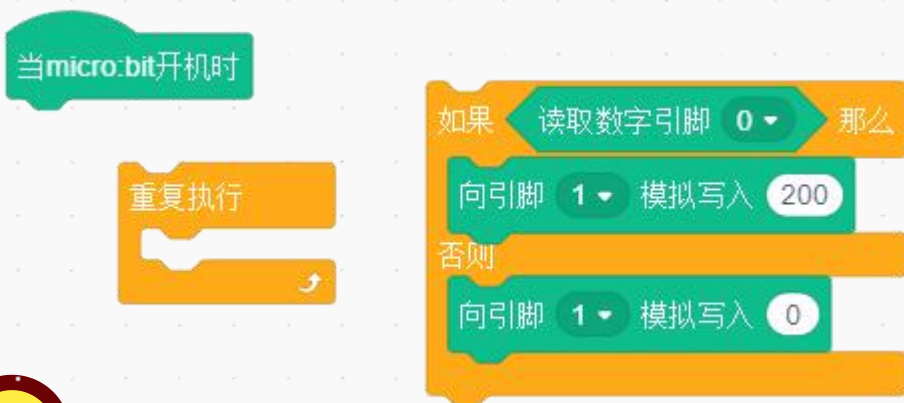 当micro:bit开机时
重复执行
如果 读取数字引脚 0 那么
向引脚 1 模拟写入 200
否则
向引脚 1 模拟写入 0